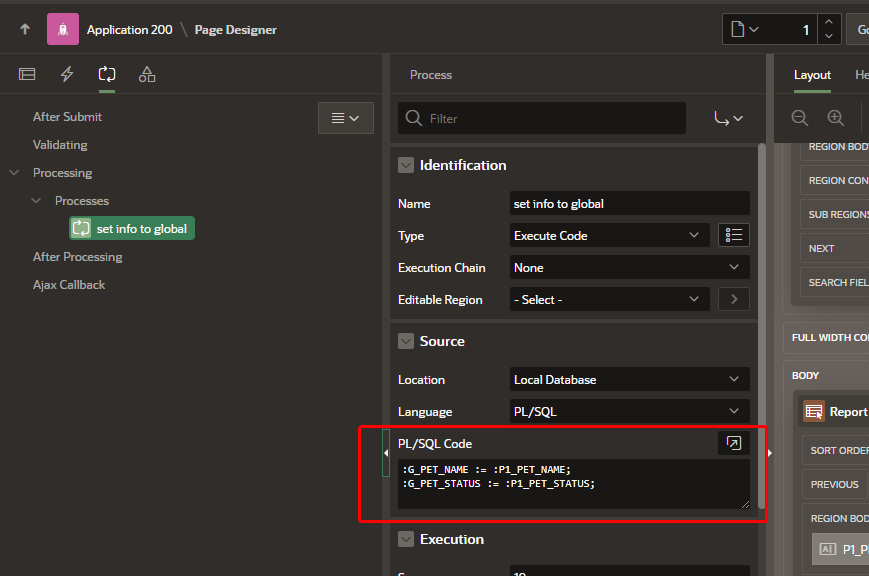 Application 200 \ Page Designer
1
Go
Process
Layout
He
After Submit
Validating
Processing
Processes
set info to global
After Processing
Ajax Callback
Filter
Identification
Name
set info to global
Type
Execute Code
Execution Chain
None
Editable Region
- Select -
Source
Location
Local Database
Language
PL/SQL
PL/SQL Code
:G_PET_NAME := :P1_PET_NAME;
:G_PET_STATUS := :P1_PET_STATUS;
Execution
10
REGION BOD
REGION CON
SUB REGIONS
NEXT
SEARCH FIEL
FULL WIDTH CO
BODY
Report
SORT ORDER
PREVIOUS
REGION BOD
P1_P